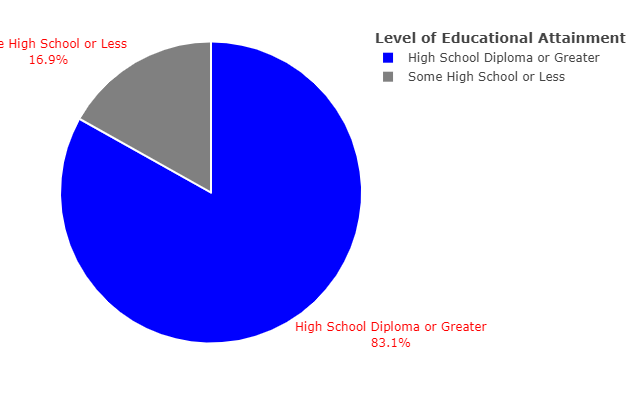 Level of Educational Attainment
High School Diploma or Greater
Some High School or Less
e High School or Less
16.9%
High School Diploma or Greater
83.1%